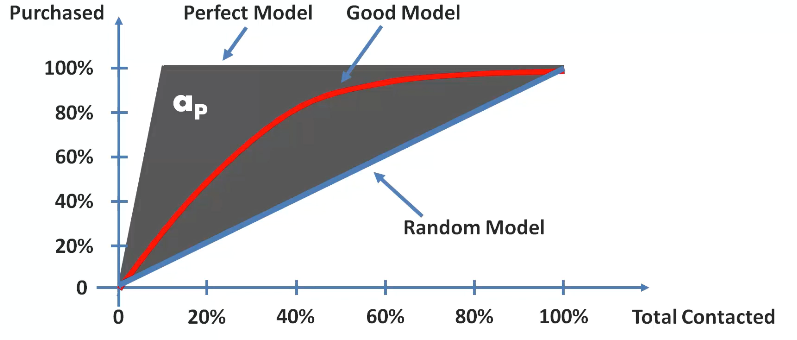 Purchased
Perfect Model
Good Model
100%
aP
80%
60%
40%
Random Model
20%
0
0 20% 40% 60% 80% 100% Total Contacted